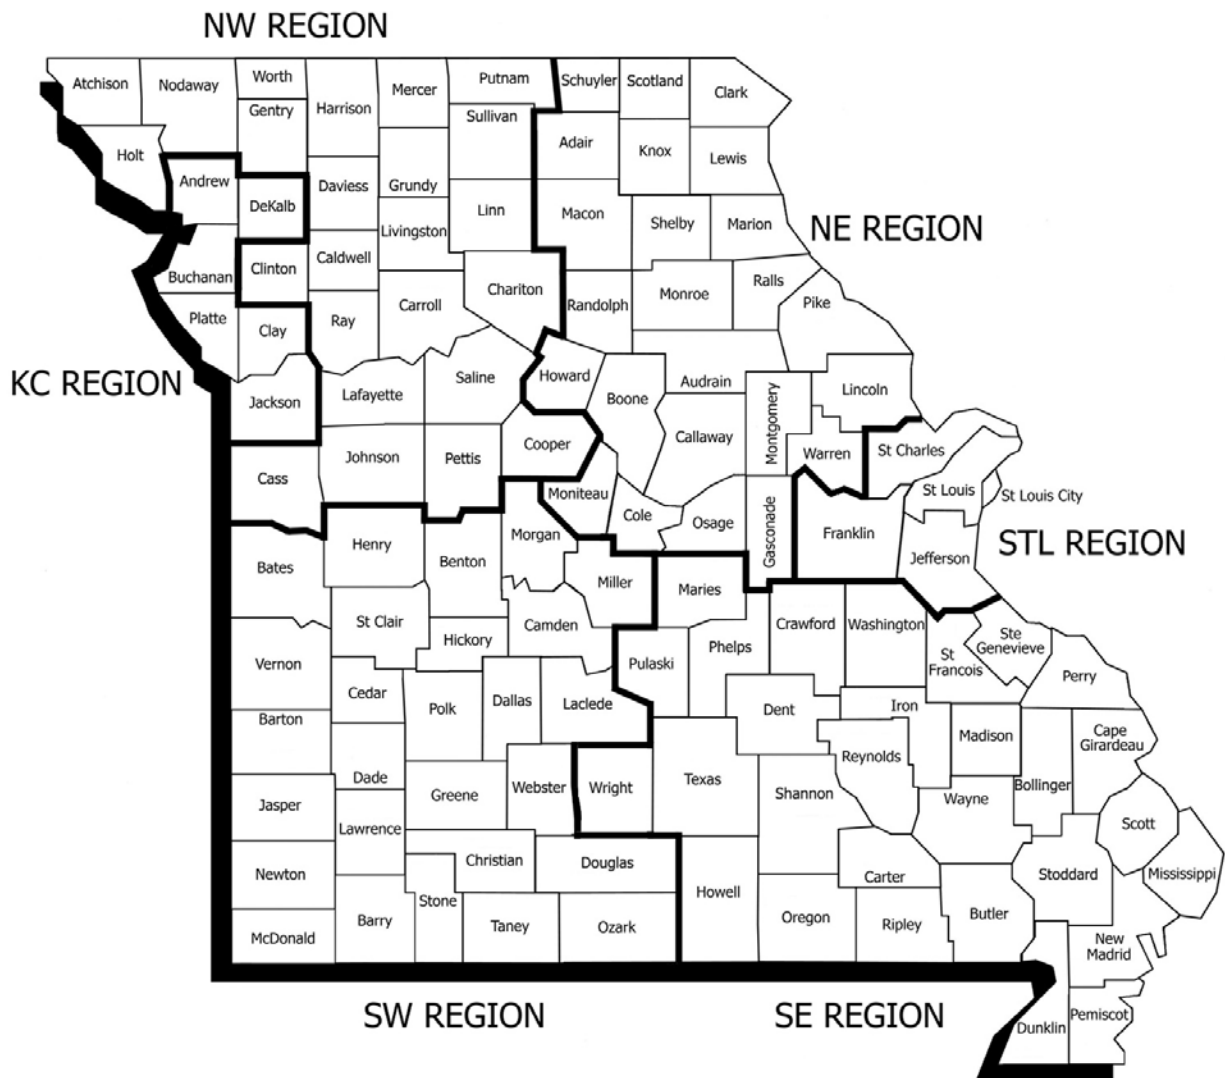 NW REGION
Atchison
Nodaway
Worth
Gentry
Harrison
Mercer
Putnam
Sullivan
Schuyler
Scotland
Clark
Holt
Andrew
DeKalb
Daviess
Grundy
Linn
Adair
Knox
Lewis
Macon
Shelby
Marion
NE REGION
Livingston
Buchanan
Clinton
Caldwell
Chariton
Randolph
Monroe
Ralls
Pike
Platte
Clay
Ray
Carroll
KC REGION
Jackson
Lafayette
Saline
Howard
Boone
Audrain
Montgomery
Lincoln
Cass
Johnson
Pettis
Cooper
Callaway
Warren
St Charles
Moniteau
St Louis
St Louis City
Cole
Osage
Gasconade
Franklin
Jefferson
STL REGION
Bates
Henry
Benton
Morgan
Miller
Maries
St Clair
Hickory
Camden
Crawford
Washington
Ste
Genevieve
Vernon
Pulaski
Phelps
St
Francois
Perry
Cedar
Polk
Dallas
Laclede
Dent
Iron
Barton
Madison
Cape
Girardeau
Dade
Greene
Webster
Wright
Texas
Reynolds
Shannon
Wayne
Bollinger
Jasper
Lawrence
Scott
Christian
Douglas
Newton
Howell
Carter
Stoddard
Mississippi
Stone
Barry
Taney
Ozark
Oregon
Ripley
Butler
McDonald
New
Madrid
SW REGION
SE REGION
Dunklin
Pemiscot